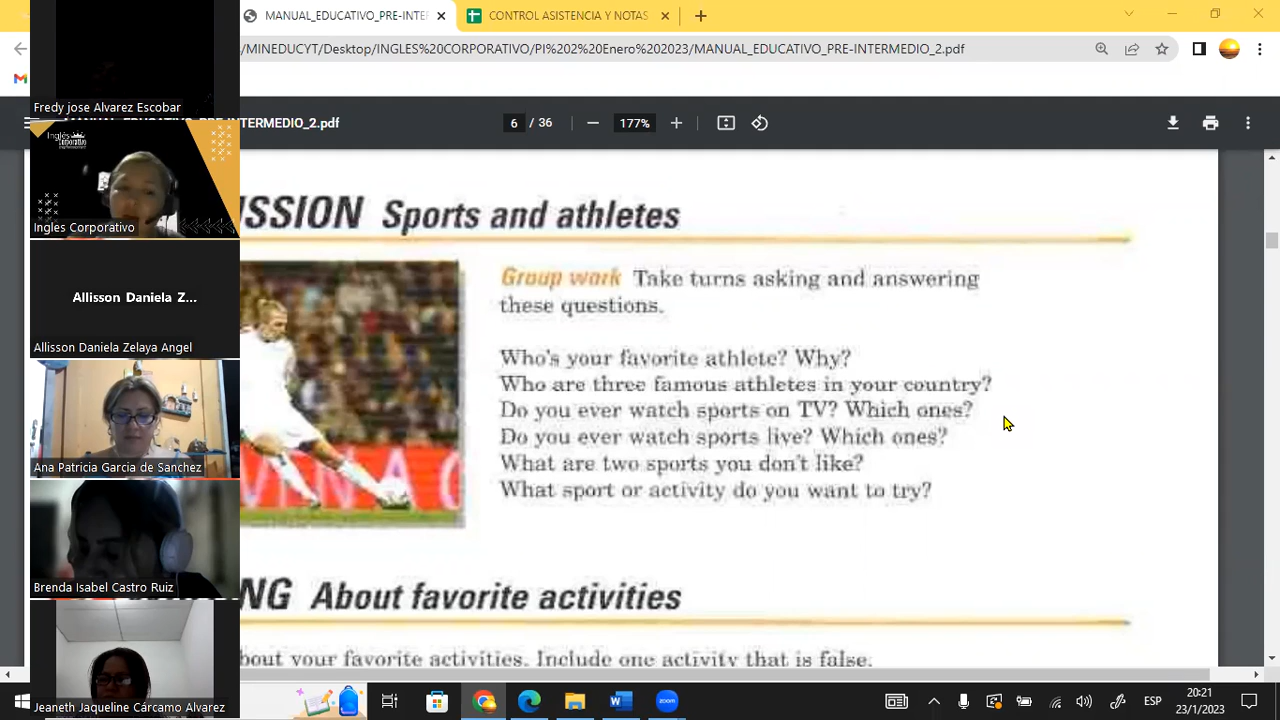 MANUAL_EDUCATIVO_PRE-INTER
CONTROL ASISTENCIA Y NOTAS
/MINEDUCYT/Desktop/INGLES%20CORPORATIVO/PI%202%20Enero%202023/MANUAL_EDUCATIVO_PRE-INTERMEDIO_2.pdf
INTERMEDIO_2.pdf
6 / 36
177%
Fredy jose Alvarez Escobar
Inglés
Corporativo
Ingles Corporativo
Allisson Daniela Z...
Allisson Daniela Zelaya Angel
Ana Patricia Garcia de Sanchez
Brenda Isabel Castro Ruiz
Jeaneth Jaqueline Cárcamo Alvarez
SSION Sports and athletes
Group work Take turns asking and answering
these questions.
Who's your favorite athlete? Why?
Who are three famous athletes in your country?
Do you ever watch sports on TV? Which ones?
Do you ever watch sports live? Which ones?
What are two sports you don't like?
What sport or activity do you want to try?
NG About favorite activities
bout your favorite activities. Include one activity that is false.
zoom
ESP
20:21
23/1/2023